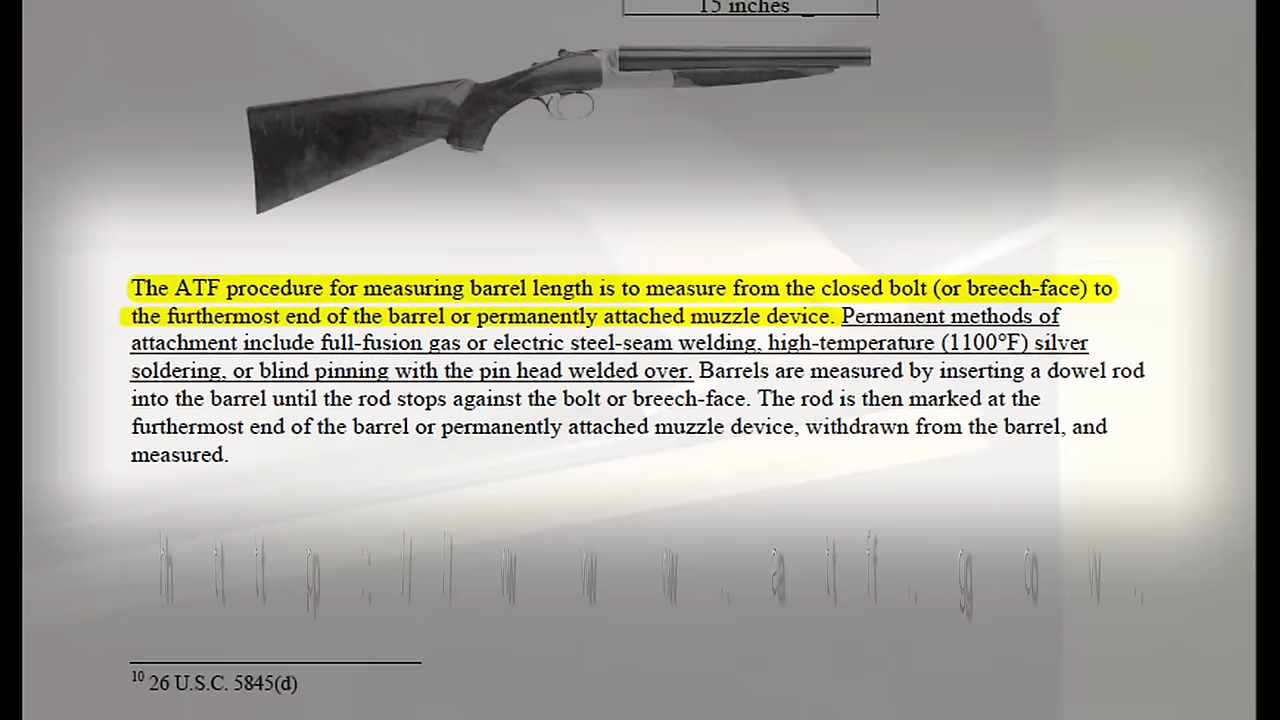 15 inches
The ATF procedure for measuring barrel length is to measure from the closed bolt (or breech-face) to
the furthermost end of the barrel or permanently attached muzzle device. Permanent methods of
attachment include full-fusion gas or electric steel-seam welding, high-temperature (1100°F) silver
soldering, or blind pinning with the pin head welded over. Barrels are measured by inserting a dowel rod
into the barrel until the rod stops against the bolt or breech-face. The rod is then marked at the
furthermost end of the barrel or permanently attached muzzle device, withdrawn from the barrel, and
measured.
http://www.atf.gov.
10 26 U.S.C. 5845(d)